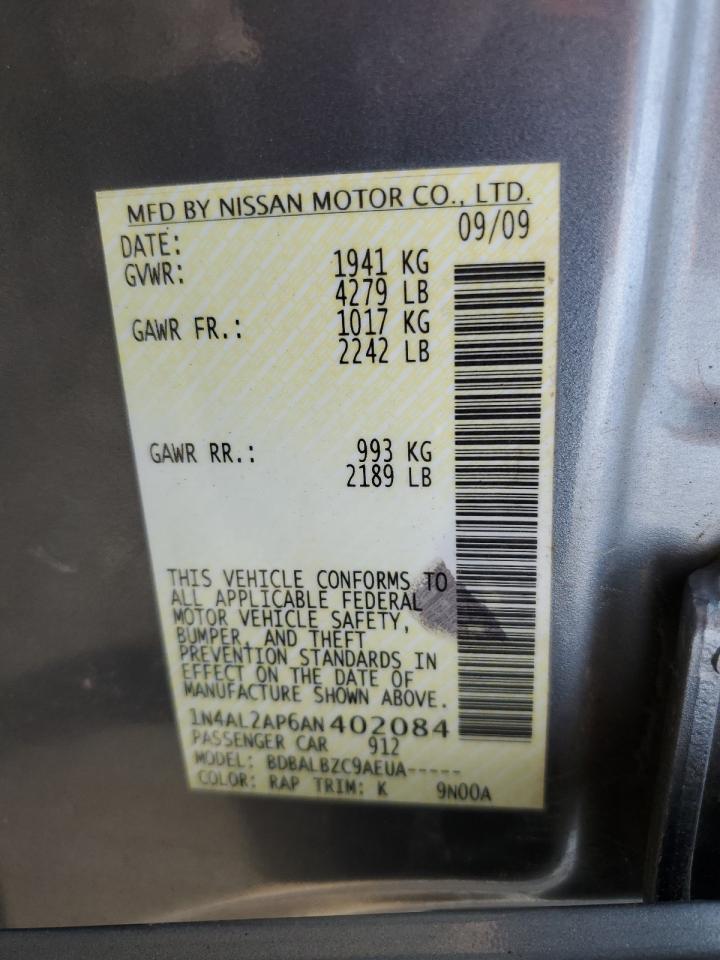 MFD BY NISSAN MOTOR CO., LTD.
DATE: 09/09
GVWR: 1941 KG
4279 LB
GAWR FR.: 1017 KG
2242 LB
GAWR RR.: 993 KG
2189 LB
THIS VEHICLE CONFORMS TO
ALL APPLICABLE FEDERAL
MOTOR VEHICLE SAFETY,
BUMPER, AND THEFT
PREVENTION STANDARDS IN
EFFECT ON THE DATE OF
MANUFACTURE SHOWN ABOVE.
1N4AL2AP6AN402084
PASSENGER CAR 912
MODEL: BDBALBZC9AEUA-----
COLOR: RAP TRIM: K 9N00A